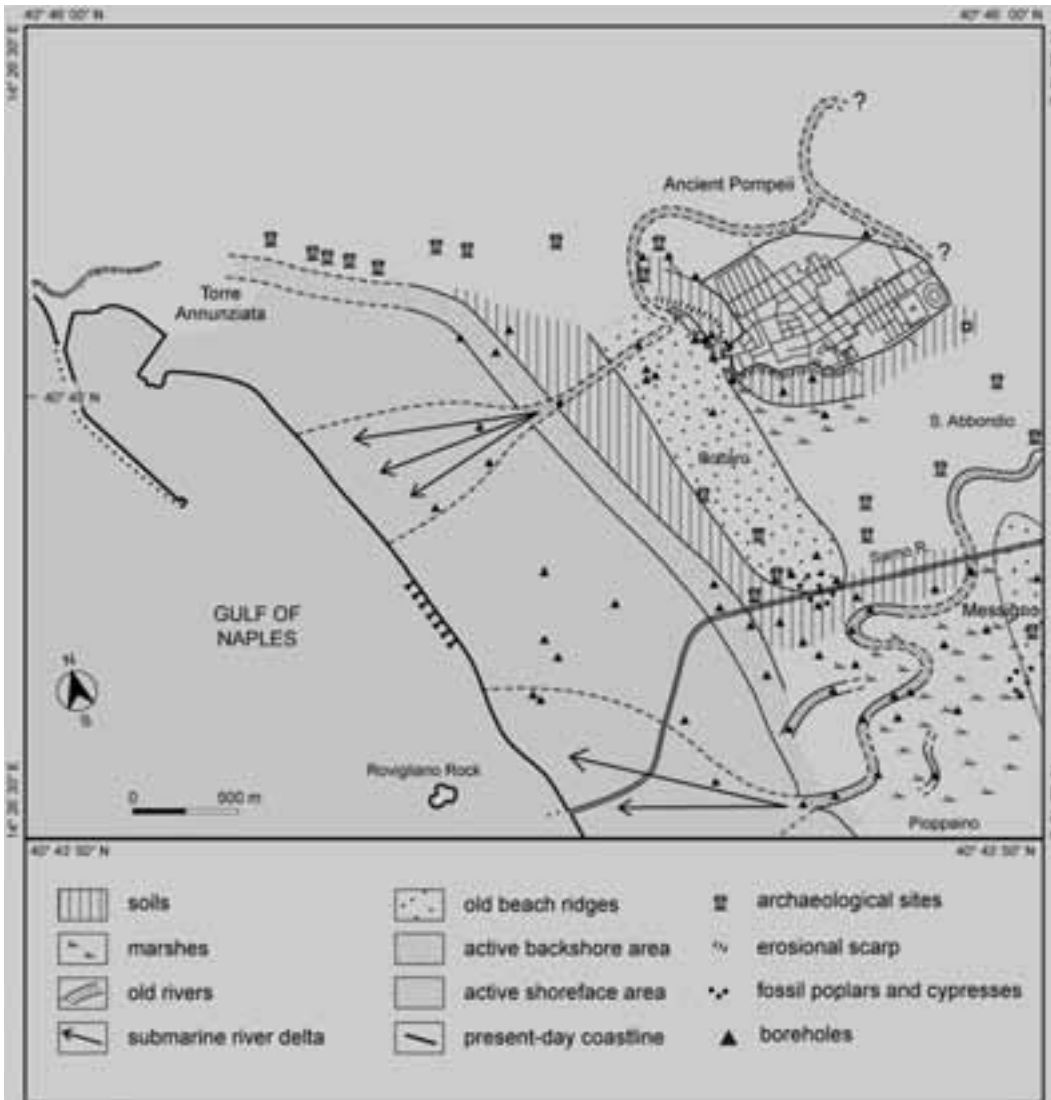 40° 46' 00" N
40° 46' 00" N
Ancient Pompeii
?
?
Torre
Annunziata
40° 45' N
S. Abbondio
Bottaro
Sarno R.
Messigno
GULF OF
NAPLES
N
S
Rovigliano Rock
0
Pioppaino
40° 43' 50" N
40° 43' 50" N
soils
marshes
old rivers
submarine river delta
old beach ridges
active backshore area
active shoreface area
present-day coastline
archaeological sites
erosional scarp
fossil poplars and cypresses
boreholes